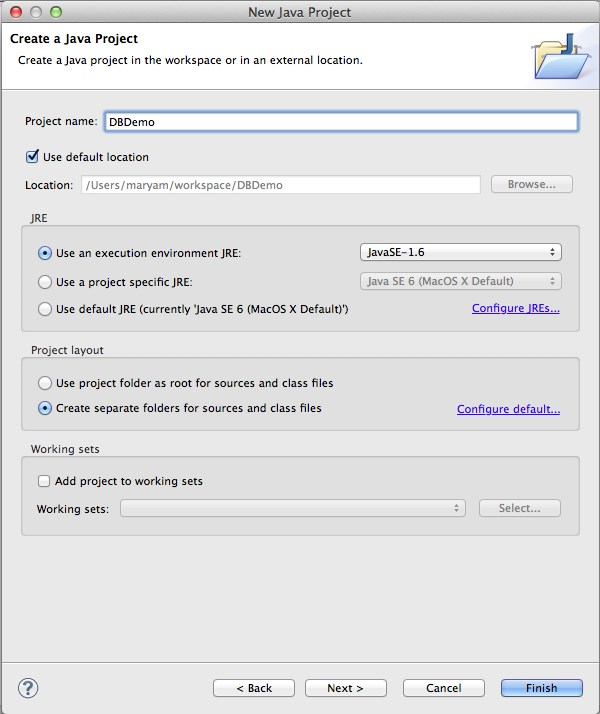 New Java Project
Create a Java Project
Create a Java project in the workspace or in an external location.
Project name: DBDemo
Use default location
Location: /Users/maryam/workspace/DBDemo Browse...
JRE
Use an execution environment JRE: JavaSE-1.6
Use a project specific JRE: Java SE 6 (MacOS X Default)
Use default JRE (currently 'Java SE 6 (MacOS X Default)') Configure JREs...
Project layout
Use project folder as root for sources and class files
Create separate folders for sources and class files Configure default...
Working sets
Add project to working sets
Working sets: Select...
? < Back Next > Cancel Finish